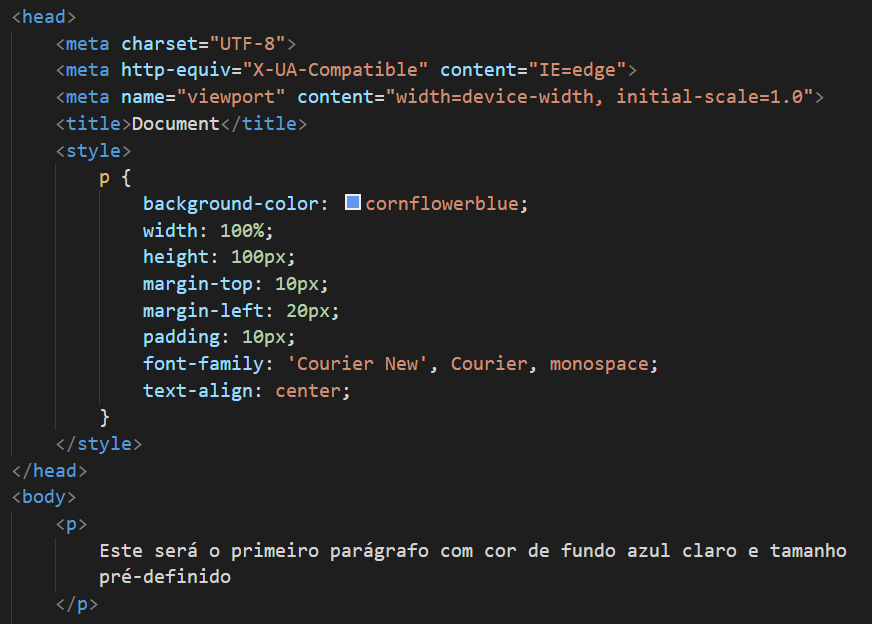 <head>
    <meta charset="UTF-8">
    <meta http-equiv="X-UA-Compatible" content="IE=edge">
    <meta name="viewport" content="width=device-width, initial-scale=1.0">
    <title>Document</title>
    <style>
        p {
            background-color: cornflowerblue;
            width: 100%;
            height: 100px;
            margin-top: 10px;
            margin-left: 20px;
            padding: 10px;
            font-family: 'Courier New', Courier, monospace;
            text-align: center;
        }
    </style>
</head>
<body>
    <p>
        Este será o primeiro parágrafo com cor de fundo azul claro e tamanho
        pré-definido
    </p>